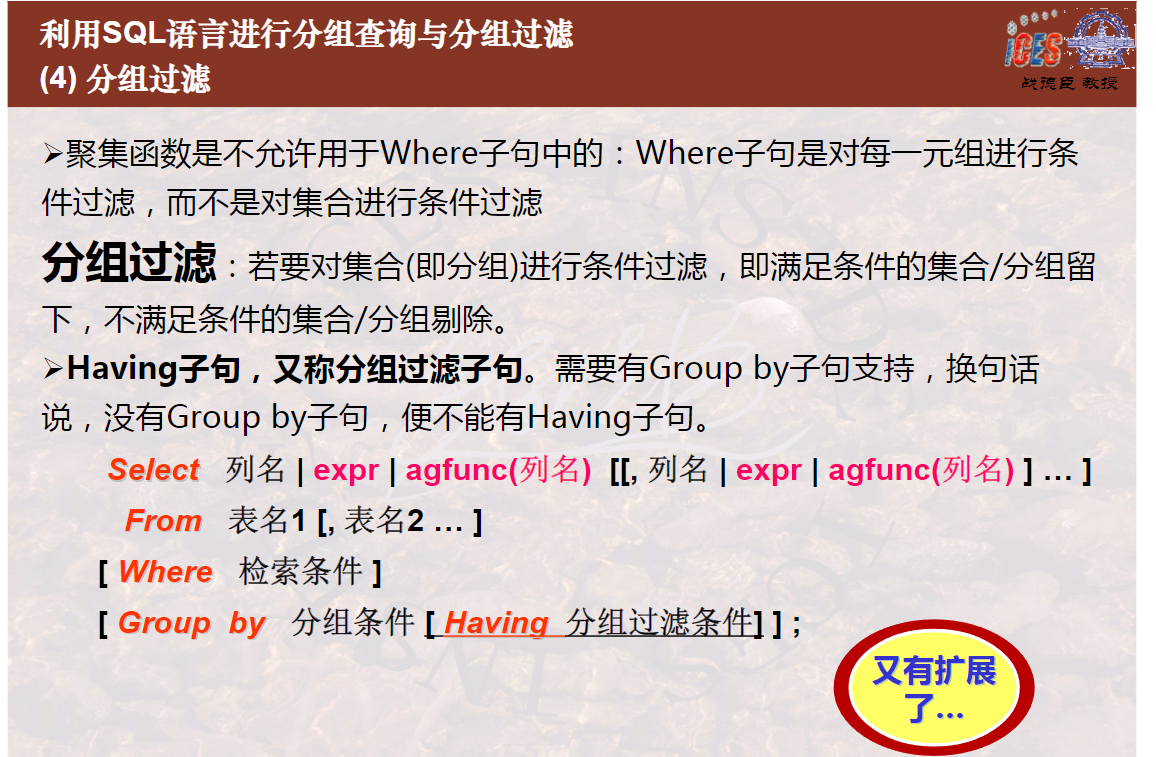 利用SQL语言进行分组查询与分组过滤
(4) 分组过滤
iCES
战德臣 教授
➢聚集函数是不允许用于Where子句中的：Where子句是对每一元组进行条
件过滤，而不是对集合进行条件过滤
分组过滤：若要对集合(即分组)进行条件过滤，即满足条件的集合/分组留
下，不满足条件的集合/分组剔除。
➢Having子句，又称分组过滤子句。需要有Group by子句支持，换句话
说，没有Group by子句，便不能有Having子句。
Select 列名 | expr | agfunc(列名) [[, 列名 | expr | agfunc(列名) ] … ]
From 表名1 [, 表名2 … ]
[ Where 检索条件 ]
[ Group by 分组条件 [ Having 分组过滤条件] ] ;
又有扩展
了…